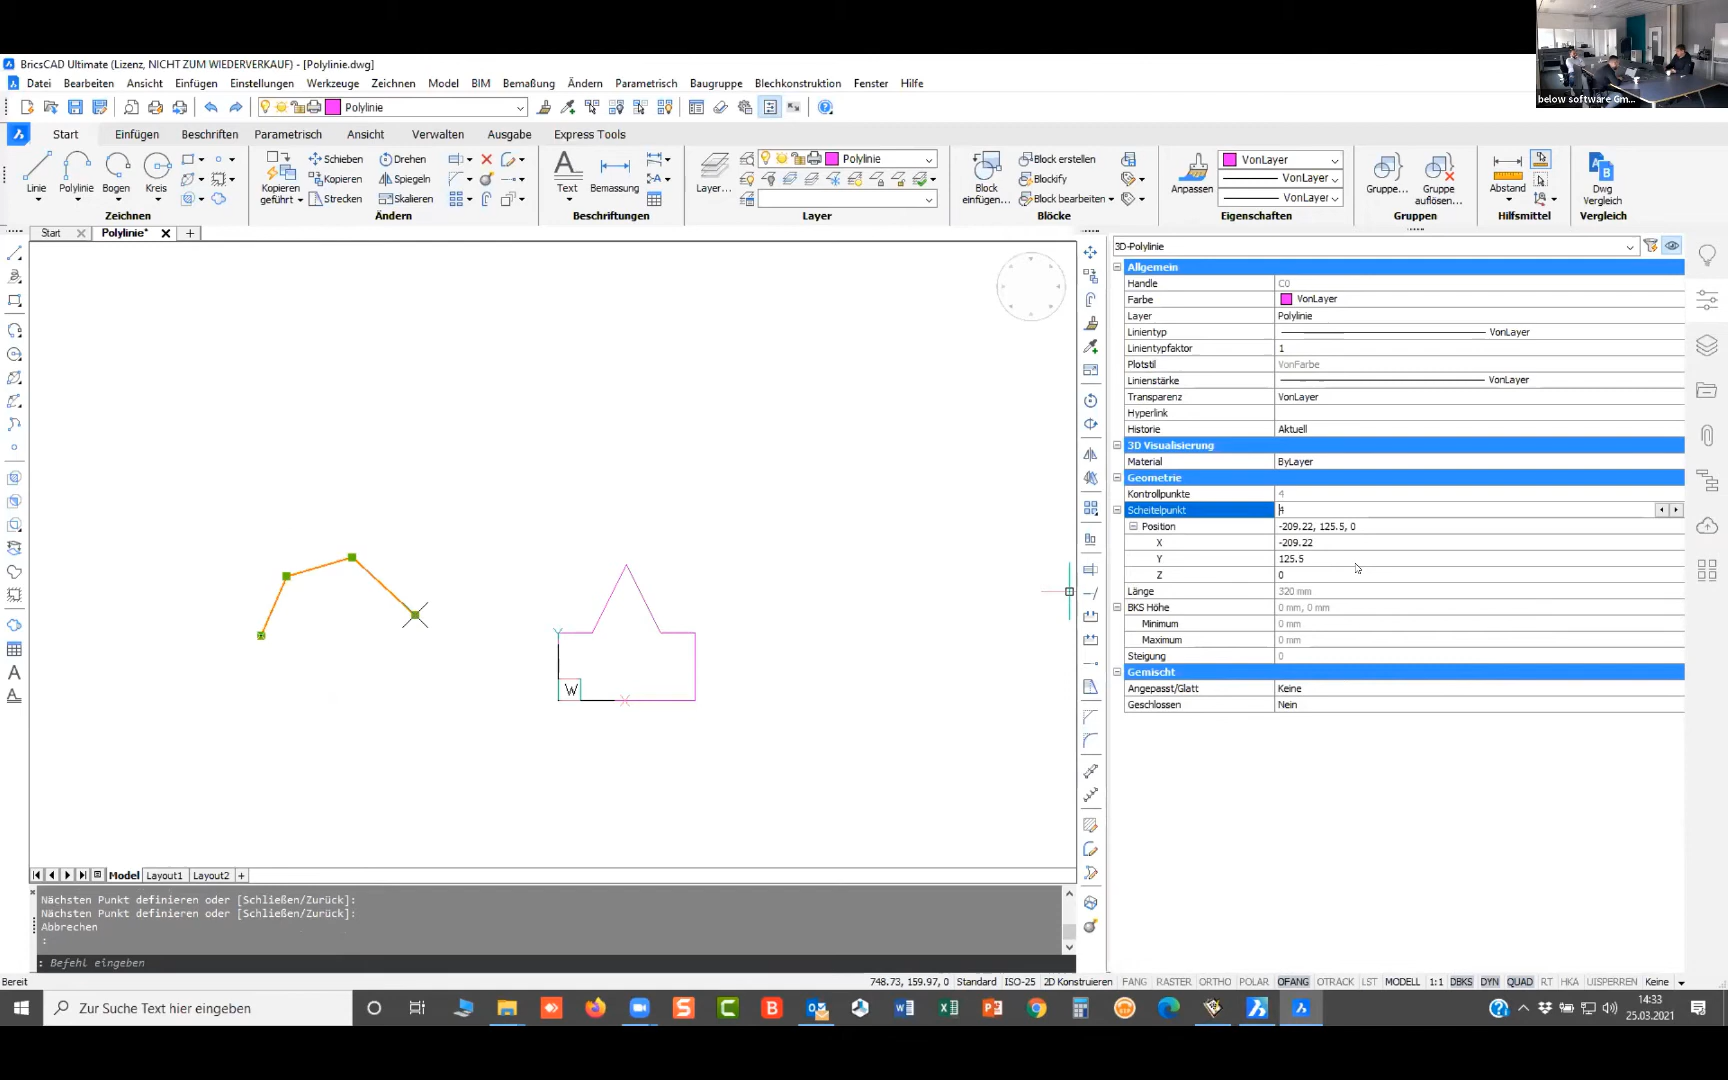 below software Gm...
BricsCAD Ultimate (Lizenz, NICHT ZUM WIEDERVERKAUF) - [Polylinie.dwg]
Datei Bearbeiten Ansicht Einfügen Einstellungen Werkzeuge Zeichnen Model BIM Bemaßung Ändern Parametrisch Baugruppe Blechkonstruktion Fenster Hilfe
Polylinie
Start Einfügen Beschriften Parametrisch Ansicht Verwalten Ausgabe Express Tools
Linie Polylinie Bogen Kreis
Zeichnen
Kopieren geführt
Schieben Drehen
Kopieren Spiegeln
Strecken Skalieren
Ändern
Text Bemassung
Beschriftungen
Layer...
Polylinie
Layer
Block einfügen...
Block erstellen
Blockify
Block bearbeiten
Blöcke
Anpassen
VonLayer
VonLayer
VonLayer
Eigenschaften
Gruppe... Gruppe auflösen...
Gruppen
Abstand
Hilfsmittel
Dwg Vergleich
Vergleich
Start Polylinie*
Y
W
X
3D-Polylinie
Allgemein
Handle C0
Farbe VonLayer
Layer Polylinie
Linientyp VonLayer
Linientypfaktor 1
Plotstil VonFarbe
Linienstärke VonLayer
Transparenz VonLayer
Hyperlink
Historie Aktuell
3D Visualisierung
Material ByLayer
Geometrie
Kontrollpunkte 4
Scheitelpunkt 4
Position -209.22, 125.5, 0
X -209.22
Y 125.5
Z 0
Länge 320 mm
BKS Höhe 0 mm, 0 mm
Minimum 0 mm
Maximum 0 mm
Steigung 0
Gemischt
Angepasst/Glatt Keine
Geschlossen Nein
Model Layout1 Layout2
Nächsten Punkt definieren oder [Schließen/Zurück]:
Nächsten Punkt definieren oder [Schließen/Zurück]:
Abbrechen
:
: Befehl eingeben
Bereit
748.73, 159.97, 0 Standard ISO-25 2D Konstruieren FANG RASTER ORTHO POLAR OFANG OTRACK LST MODELL 1:1 DBKS DYN QUAD RT HKA UISPERREN Keine
Zur Suche Text hier eingeben
14:33
25.03.2021